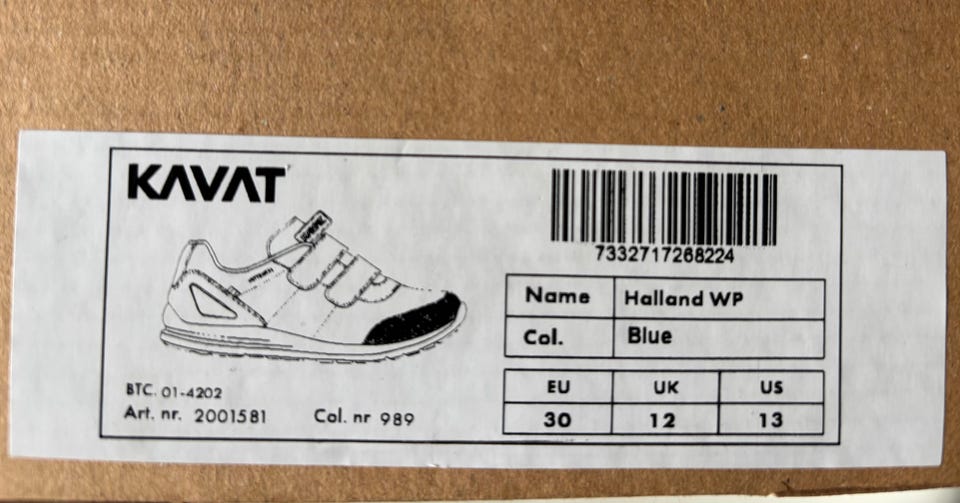 KAVAT
7332717268224
Name Halland WP
Col. Blue
EU UK US
30 12 13
BTC. 01-4202
Art. nr. 2001581 Col. nr 989